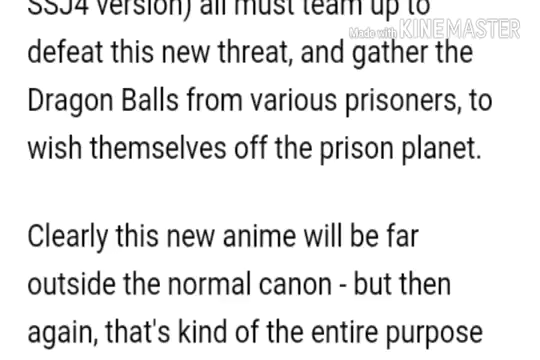 SSJ4 version) all must team up to
Made with KINEMASTER
defeat this new threat, and gather the
Dragon Balls from various prisoners, to
wish themselves off the prison planet.
Clearly this new anime will be far
outside the normal canon - but then
again, that's kind of the entire purpose